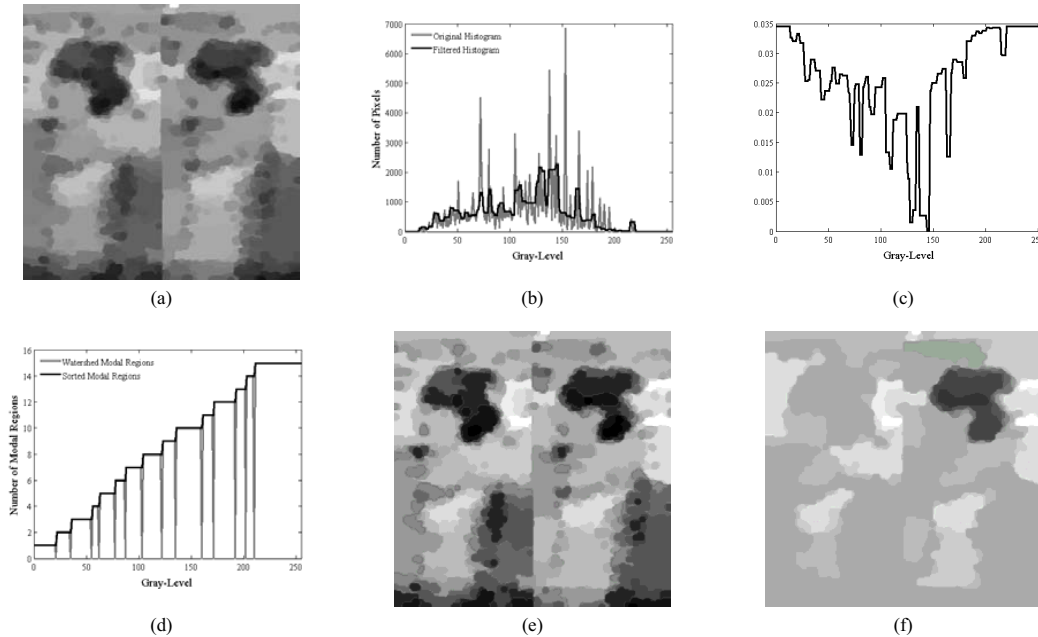 7000
6000
5000
4000
3000
2000
1000
0
Number of Pixels
Original Histogram
Filtered Histogram
0 50 100 150 200 250
Gray-Level
0.035
0.03
0.025
0.02
0.015
0.01
0.005
0
0 50 100 150 200 250
Gray-Level
(a)
(b)
(c)
16
14
12
10
8
6
4
2
0
Number of Modal Regions
Watershed Modal Regions
Sorted Modal Regions
0 50 100 150 200 250
Gray-Level
(d)
(e)
(f)